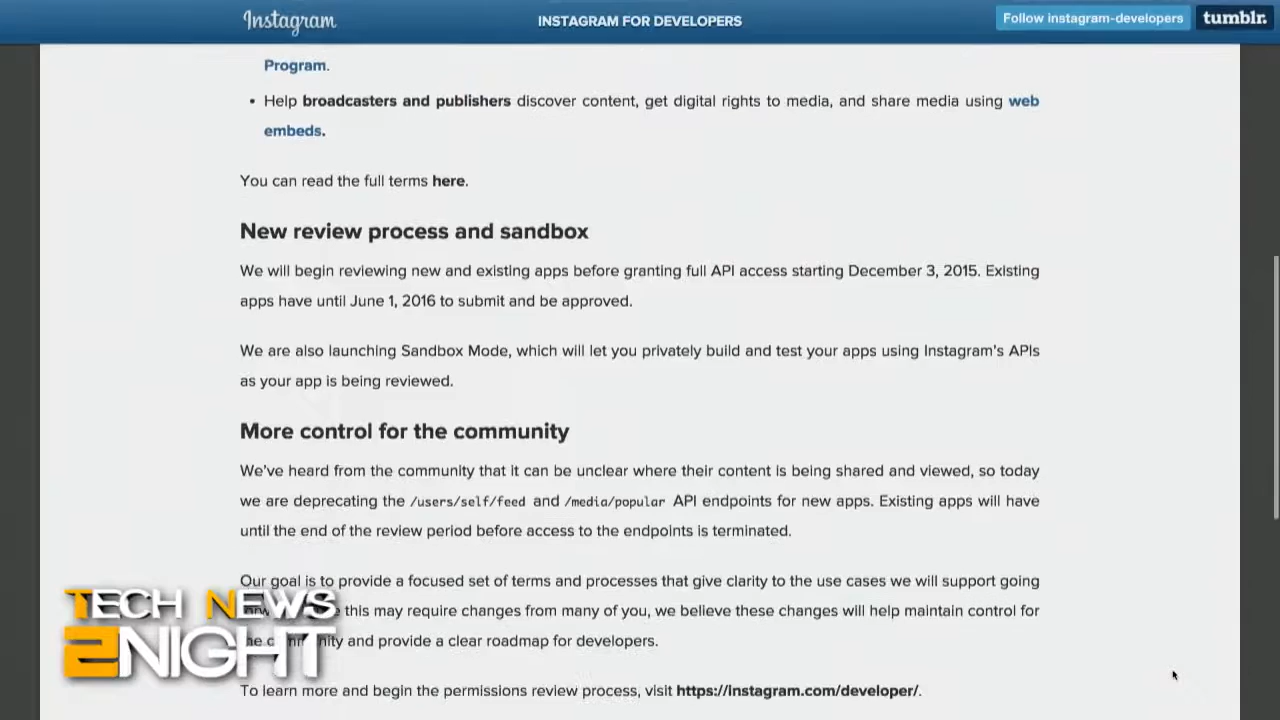 Instagram
INSTAGRAM FOR DEVELOPERS
Follow instagram-developers
tumblr.
Program.
• Help broadcasters and publishers discover content, get digital rights to media, and share media using web
embeds.
You can read the full terms here.
New review process and sandbox
We will begin reviewing new and existing apps before granting full API access starting December 3, 2015. Existing
apps have until June 1, 2016 to submit and be approved.
We are also launching Sandbox Mode, which will let you privately build and test your apps using Instagram's APIs
as your app is being reviewed.
More control for the community
We've heard from the community that it can be unclear where their content is being shared and viewed, so today
we are deprecating the /users/self/feed and /media/popular API endpoints for new apps. Existing apps will have
until the end of the review period before access to the endpoints is terminated.
Our goal is to provide a focused set of terms and processes that give clarity to the use cases we will support going
this may require changes from many of you, we believe these changes will help maintain control for
and provide a clear roadmap for developers.
To learn more and begin the permissions review process, visit https://instagram.com/developer/.
TECH NEWS
2NIGHT